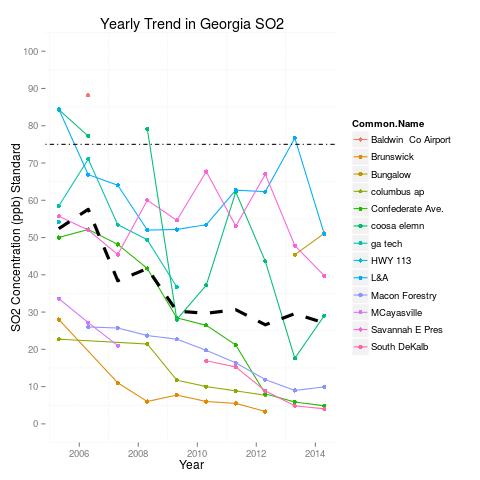 Yearly Trend in Georgia SO2
SO2 Concentration (ppb) Standard
100
90
80
70
60
50
40
30
20
10
0
2006
2008
2010
2012
2014
Year
Common.Name
Baldwin Co Airport
Brunswick
Bungalow
columbus ap
Confederate Ave.
coosa elemn
ga tech
HWY 113
L&A
Macon Forestry
MCayasville
Savannah E Pres
South DeKalb